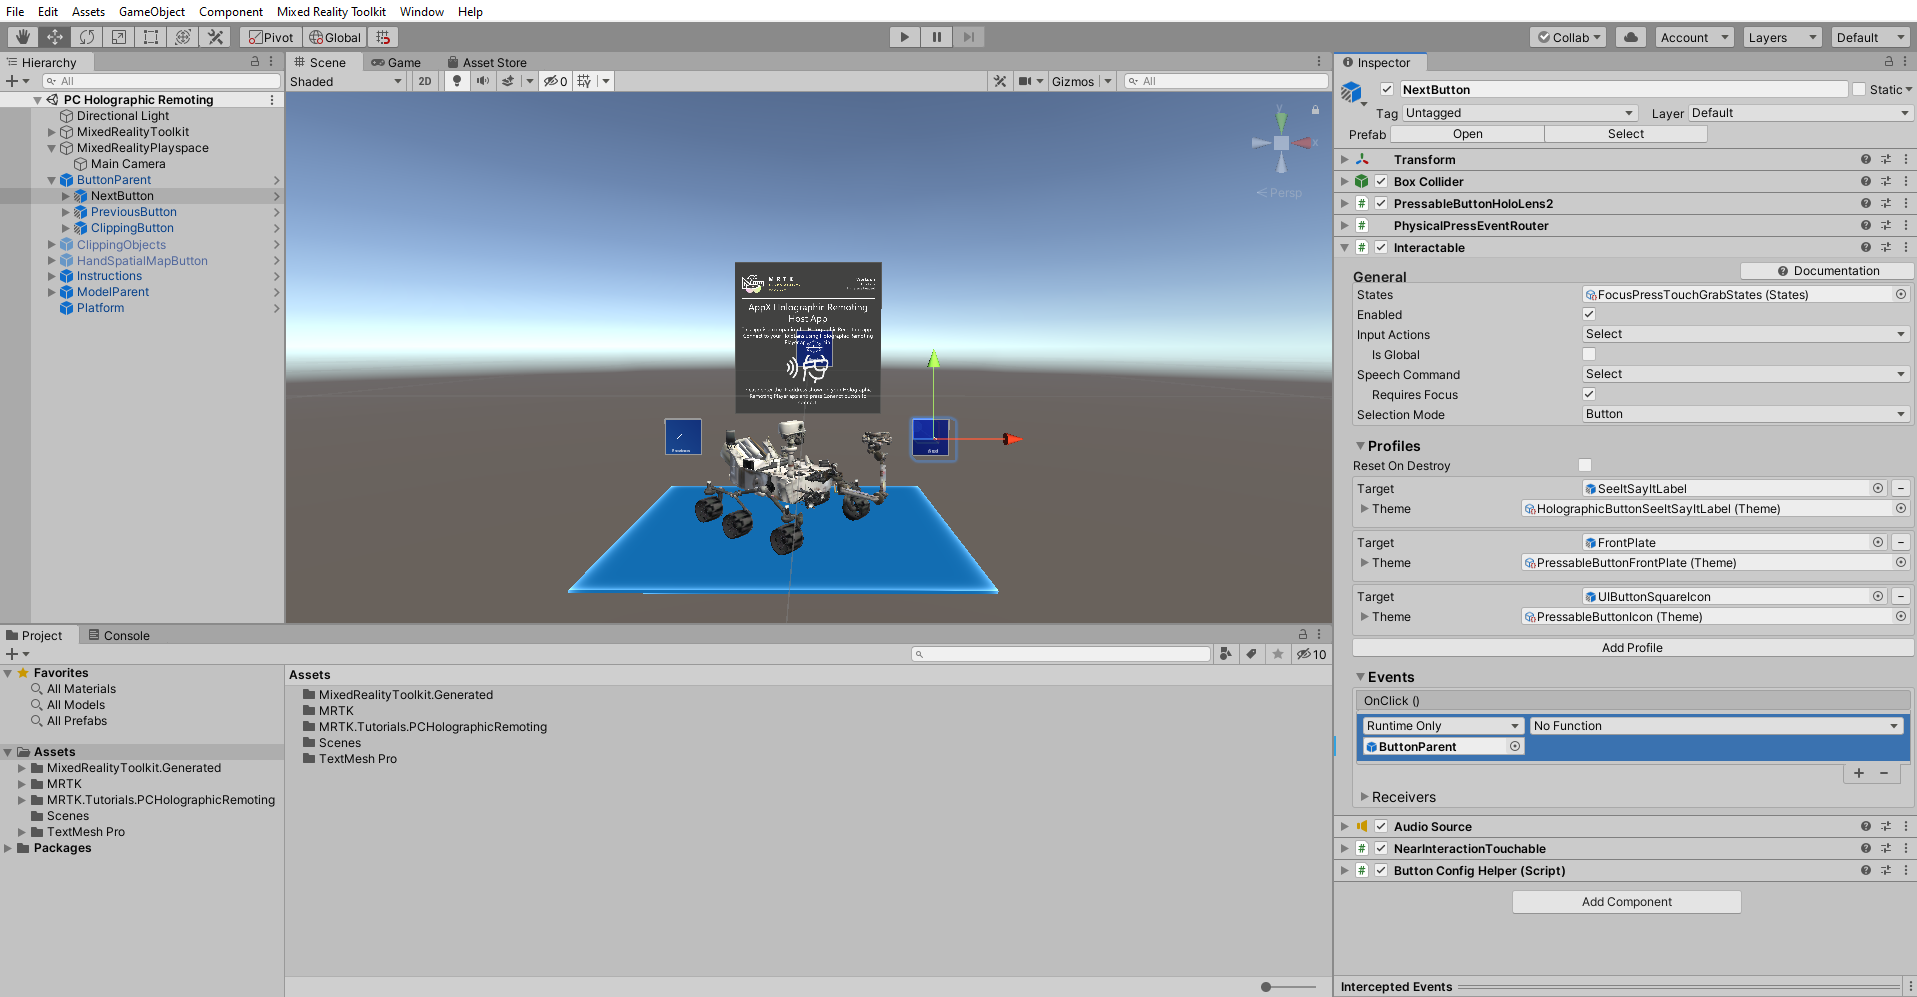 File Edit Assets GameObject Component Mixed Reality Toolkit Window Help
Pivot Global Collab Account Layers Default
Hierarchy
All
PC Holographic Remoting
Directional Light
MixedRealityToolkit
MixedRealityPlayspace
Main Camera
ButtonParent
NextButton
PreviousButton
ClippingButton
ClippingObjects
HandSpatialMapButton
Instructions
ModelParent
Platform
Scene Game Asset Store
Shaded 2D 0 Gizmos All
y
x
Persp
MRTK
AppX Holographic Remoting
Host App
Inspector
NextButton Static
Tag Untagged Layer Default
Prefab Open Select
Transform
Box Collider
PressableButtonHoloLens2
PhysicalPressEventRouter
Interactable
Documentation
General
States FocusPressTouchGrabStates (States)
Enabled
Input Actions Select
Is Global
Speech Command Select
Requires Focus
Selection Mode Button
Profiles
Reset On Destroy
Target SeeItSayItLabel
Theme HolographicButtonSeeItSayItLabel (Theme)
Target FrontPlate
Theme PressableButtonFrontPlate (Theme)
Target UIButtonSquareIcon
Theme PressableButtonIcon (Theme)
Add Profile
Events
OnClick ()
Runtime Only No Function
ButtonParent
Receivers
Audio Source
NearInteractionTouchable
Button Config Helper (Script)
Add Component
Intercepted Events
Project Console
10
Favorites
All Materials
All Models
All Prefabs
Assets
MixedRealityToolkit.Generated
MRTK
MRTK.Tutorials.PCHolographicRemoting
Scenes
TextMesh Pro
Packages
Assets
MixedRealityToolkit.Generated
MRTK
MRTK.Tutorials.PCHolographicRemoting
Scenes
TextMesh Pro